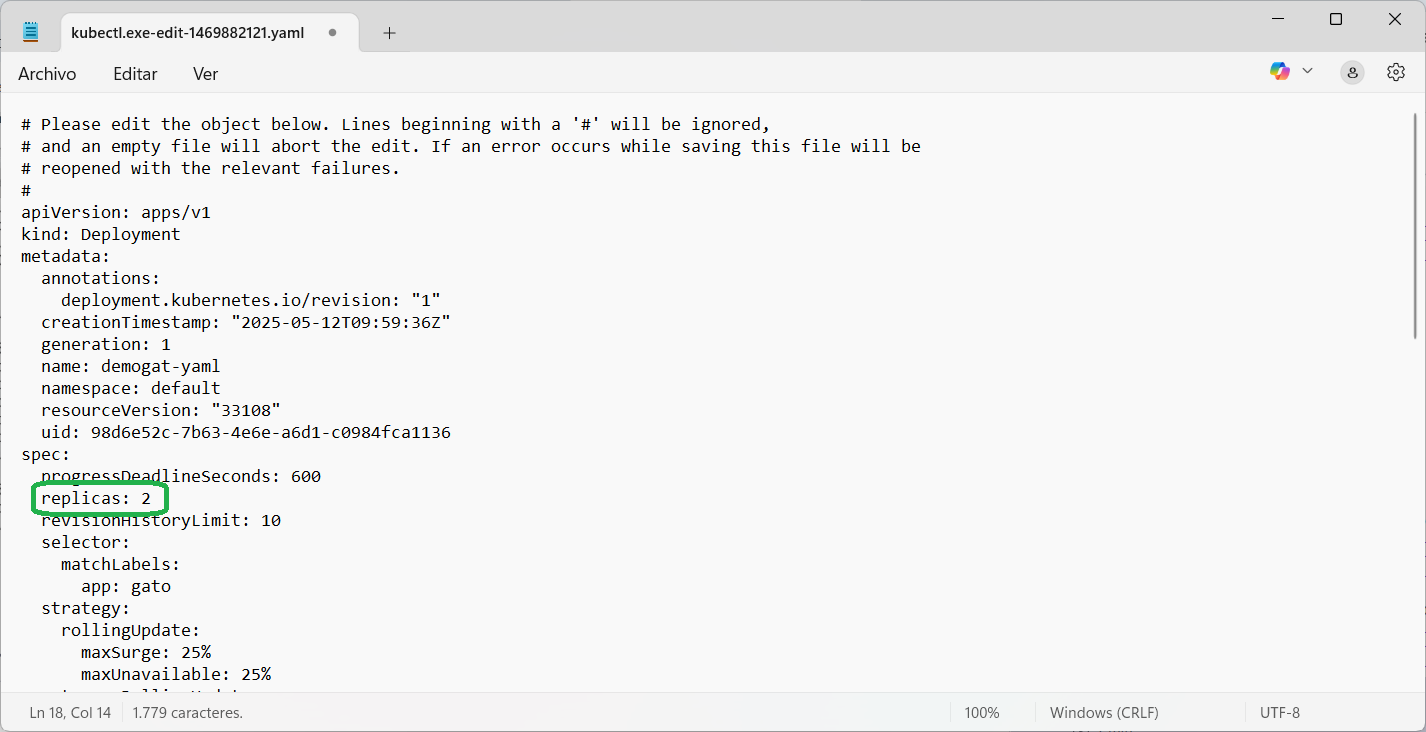 kubectl.exe-edit-1469882121.yaml
Archivo Editar Ver
# Please edit the object below. Lines beginning with a '#' will be ignored,
# and an empty file will abort the edit. If an error occurs while saving this file will be
# reopened with the relevant failures.
#
apiVersion: apps/v1
kind: Deployment
metadata:
  annotations:
    deployment.kubernetes.io/revision: "1"
  creationTimestamp: "2025-05-12T09:59:36Z"
  generation: 1
  name: demogat-yaml
  namespace: default
  resourceVersion: "33108"
  uid: 98d6e52c-7b63-4e6e-a6d1-c0984fca1136
spec:
  progressDeadlineSeconds: 600
  replicas: 2
  revisionHistoryLimit: 10
  selector:
    matchLabels:
      app: gato
  strategy:
    rollingUpdate:
      maxSurge: 25%
      maxUnavailable: 25%
Ln 18, Col 14 1.779 caracteres. 100% Windows (CRLF) UTF-8